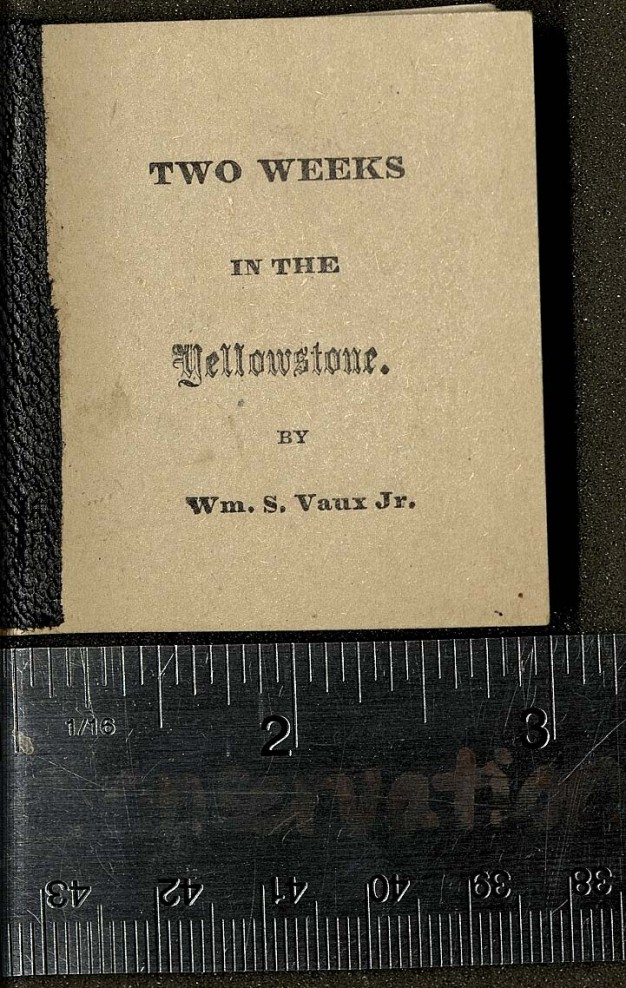 TWO WEEKS
IN THE
Yellowstone.
BY
Wm. S. Vaux Jr.
1/16
2
3
43
42
41
40
39
38